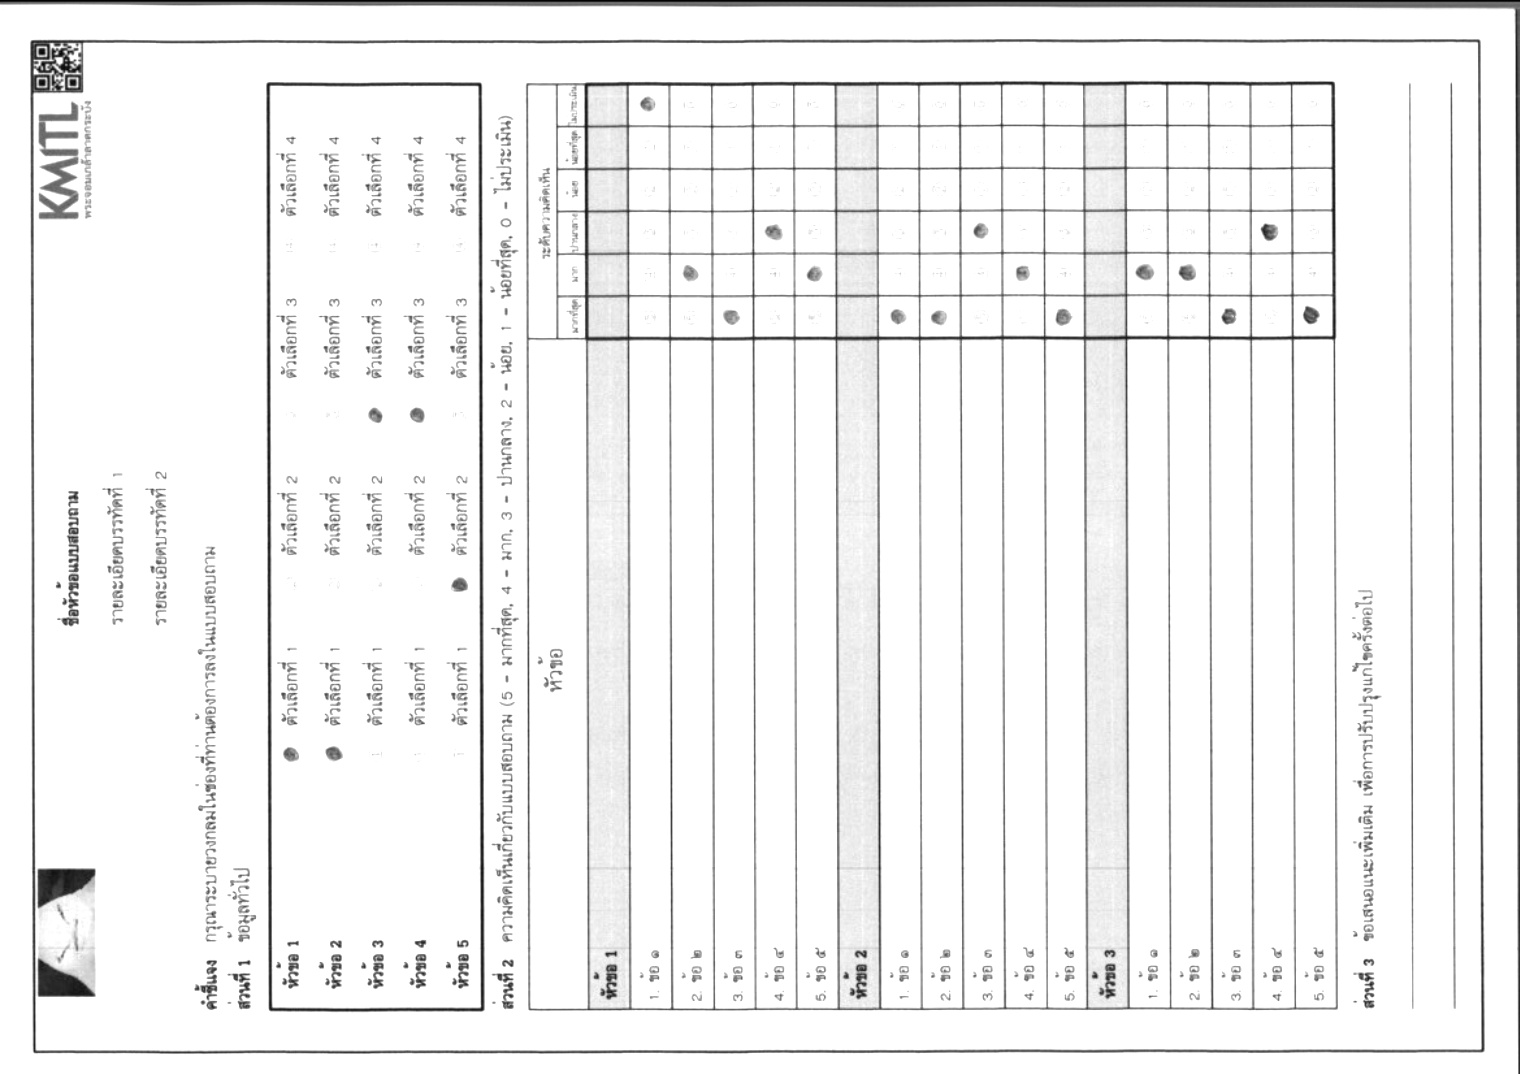 KMITL
พระจอมเกล้าลาดกระบัง
ชื่อหัวข้อแบบสอบถาม
รายละเอียดบรรทัดที่ 1
รายละเอียดบรรทัดที่ 2
คำชี้แจง กรุณาระบายวงกลมในช่องที่ท่านต้องการลงในแบบสอบถาม
ส่วนที่ 1 ข้อมูลทั่วไป
หัวข้อ 1 ตัวเลือกที่ 1 ตัวเลือกที่ 2 ตัวเลือกที่ 3 ตัวเลือกที่ 4
หัวข้อ 2 ตัวเลือกที่ 1 ตัวเลือกที่ 2 ตัวเลือกที่ 3 ตัวเลือกที่ 4
หัวข้อ 3 ตัวเลือกที่ 1 ตัวเลือกที่ 2 ตัวเลือกที่ 3 ตัวเลือกที่ 4
หัวข้อ 4 ตัวเลือกที่ 1 ตัวเลือกที่ 2 ตัวเลือกที่ 3 ตัวเลือกที่ 4
หัวข้อ 5 ตัวเลือกที่ 1 ตัวเลือกที่ 2 ตัวเลือกที่ 3 ตัวเลือกที่ 4
ส่วนที่ 2 ความคิดเห็นเกี่ยวกับแบบสอบถาม (5 - มากที่สุด, 4 - มาก, 3 - ปานกลาง, 2 - น้อย, 1 - น้อยที่สุด, 0 - ไม่ประเมิน)
หัวข้อ ระดับความคิดเห็น
มากที่สุด มาก ปานกลาง น้อย น้อยที่สุด ไม่ประเมิน
หัวข้อ 1
1. ข้อ ๑
2. ข้อ ๒
3. ข้อ ๓
4. ข้อ ๔
5. ข้อ ๕
หัวข้อ 2
1. ข้อ ๑
2. ข้อ ๒
3. ข้อ ๓
4. ข้อ ๔
5. ข้อ ๕
หัวข้อ 3
1. ข้อ ๑
2. ข้อ ๒
3. ข้อ ๓
4. ข้อ ๔
5. ข้อ ๕
ส่วนที่ 3 ข้อเสนอแนะเพิ่มเติม เพื่อการปรับปรุงแก้ไขครั้งต่อไป